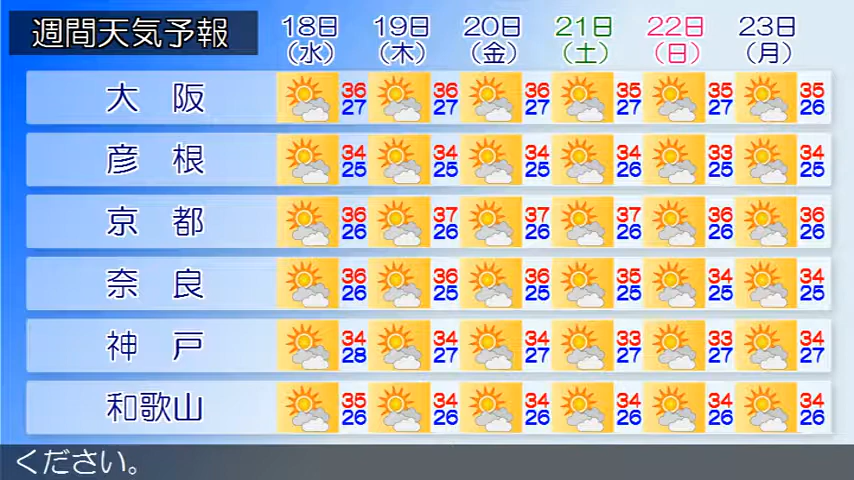 週間天気予報 18日 19日 20日 21日 22日 23日
(水) (木) (金) (土) (日) (月)
大阪 36 36 36 35 35 35
27 27 27 27 27 26
彦根 34 34 34 34 33 34
25 25 25 26 25 25
京都 36 37 37 37 36 36
26 26 26 26 26 26
奈良 36 36 36 35 34 34
26 25 25 25 25 25
神戸 34 34 34 33 33 34
28 27 27 27 27 27
和歌山 35 34 34 34 34 34
26 26 26 26 26 26
ください。